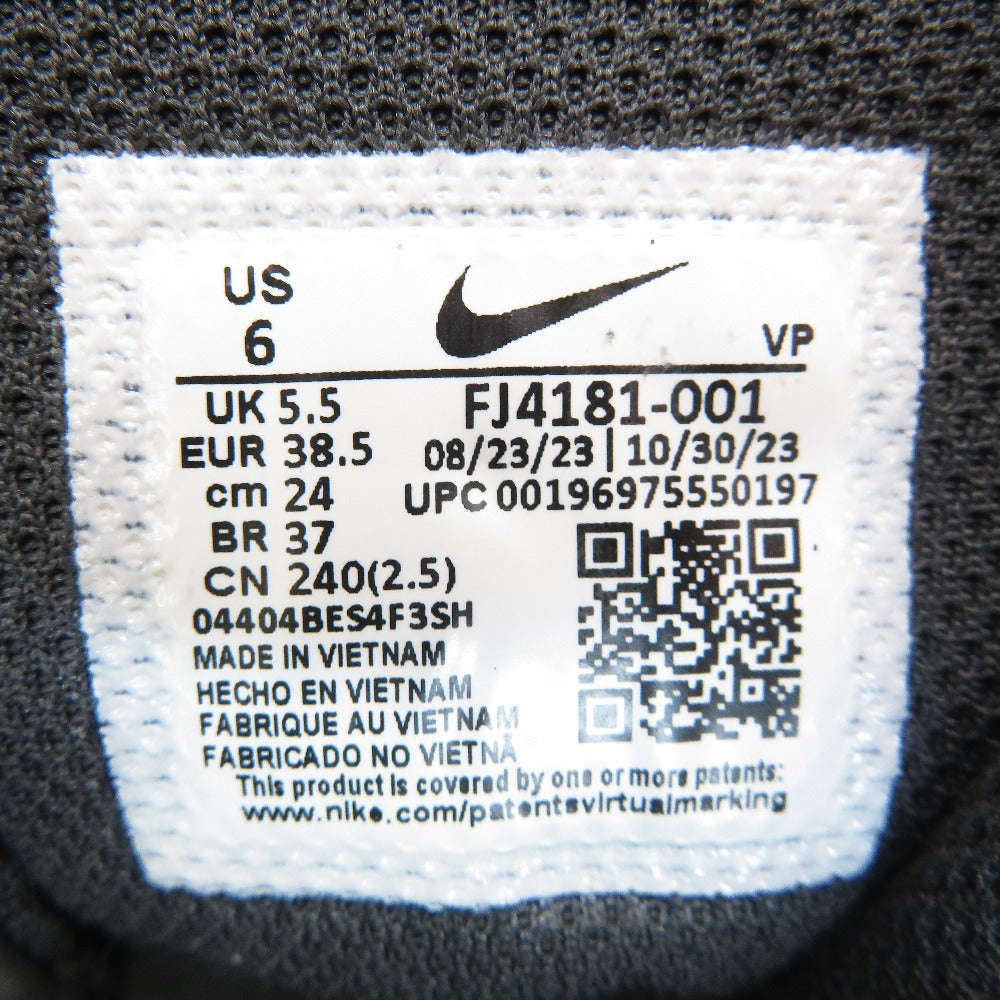 US
6
VP
UK 5.5
FJ4181-001
EUR 38.5
08/23/23 | 10/30/23
cm 24
UPC 00196975550197
BR 37
CN 240(2.5)
04404BES4F3SH
MADE IN VIETNAM
HECHO EN VIETNAM
FABRIQUE AU VIETNAM
FABRICADO NO VIETNÃ
This product is covered by one or more patents:
www.nike.com/patentsvirtualmarking